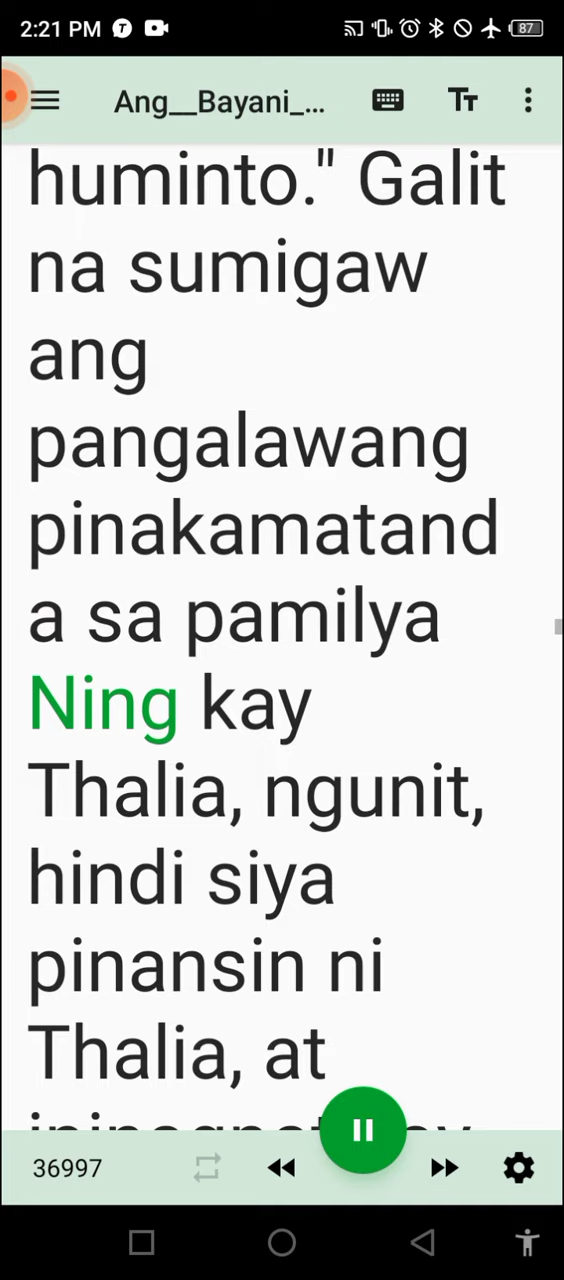 2:21 PM
87
Ang__Bayani_...
huminto." Galit
na sumigaw
ang
pangalawang
pinakamatand
a sa pamilya
Ning kay
Thalia, ngunit,
hindi siya
pinansin ni
Thalia, at
36997